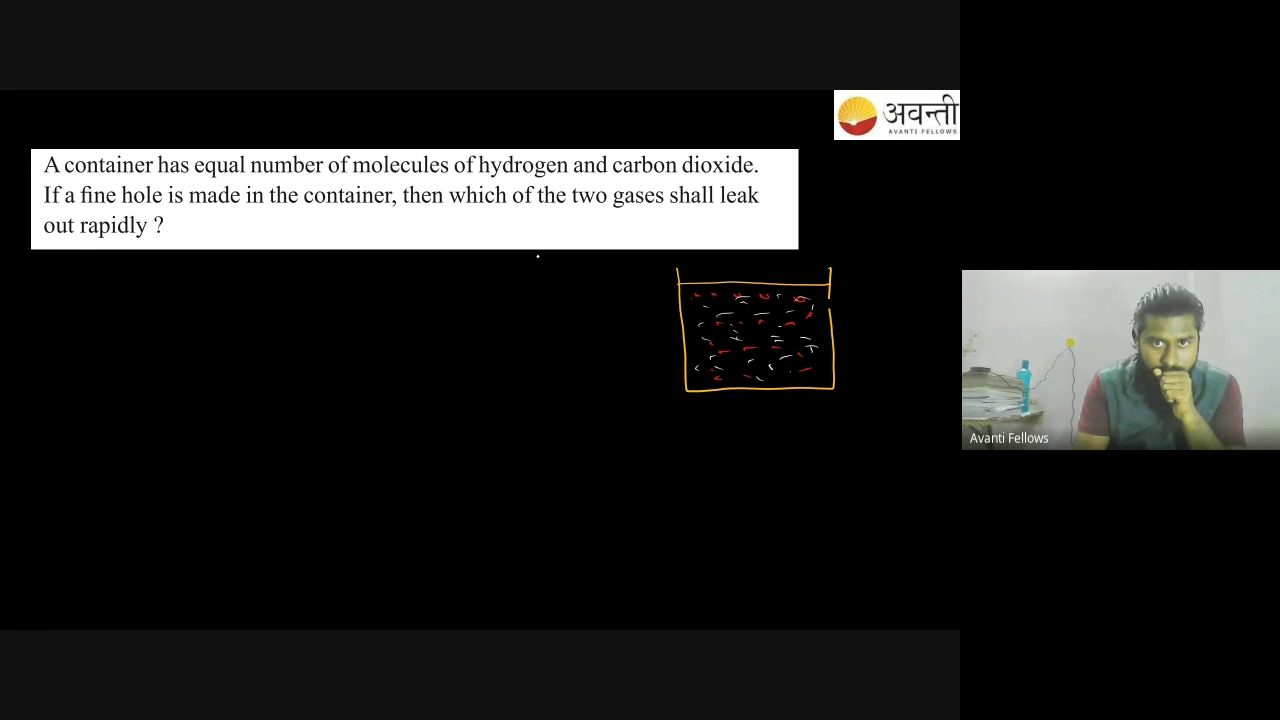 अवन्ती
AVANTI FELLOWS
A container has equal number of molecules of hydrogen and carbon dioxide.
If a fine hole is made in the container, then which of the two gases shall leak
out rapidly ?
Avanti Fellows